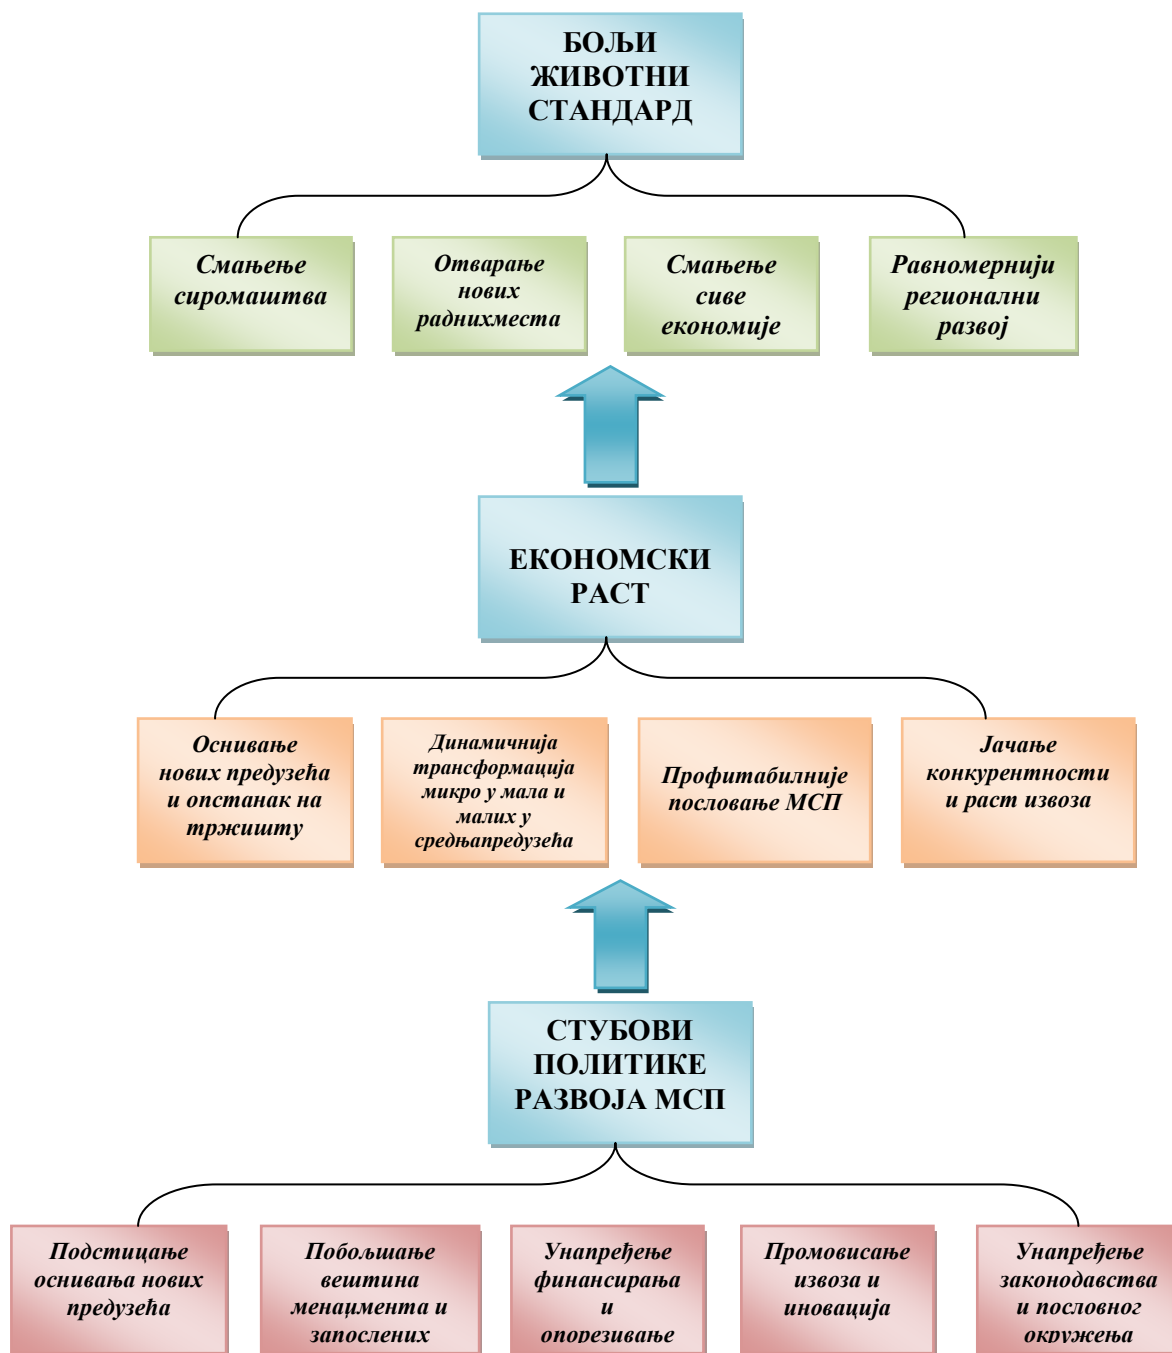 БОЉИ
ЖИВОТНИ
СТАНДАРД
Смањење
сиромаштва
Отварање
нових
раднихместа
Смањење
сиве
економије
Равномернији
регионални
развој
ЕКОНОМСКИ
РАСТ
Оснивање
нових предузећа
и опстанак на
тржишту
Динамичнија
трансформација
микро у мала и
малих у
средњапредузећа
Профитабилније
пословање МСП
Јачање
конкурентности
и раст извоза
СТУБОВИ
ПОЛИТИКЕ
РАЗВОЈА МСП
Подстицање
оснивања нових
предузећа
Побољшање
вештина
менаџмента и
запослених
Унапређење
финансирања
и
опорезивање
Промовисање
извоза и
иновација
Унапређење
законодавства
и пословног
окружења